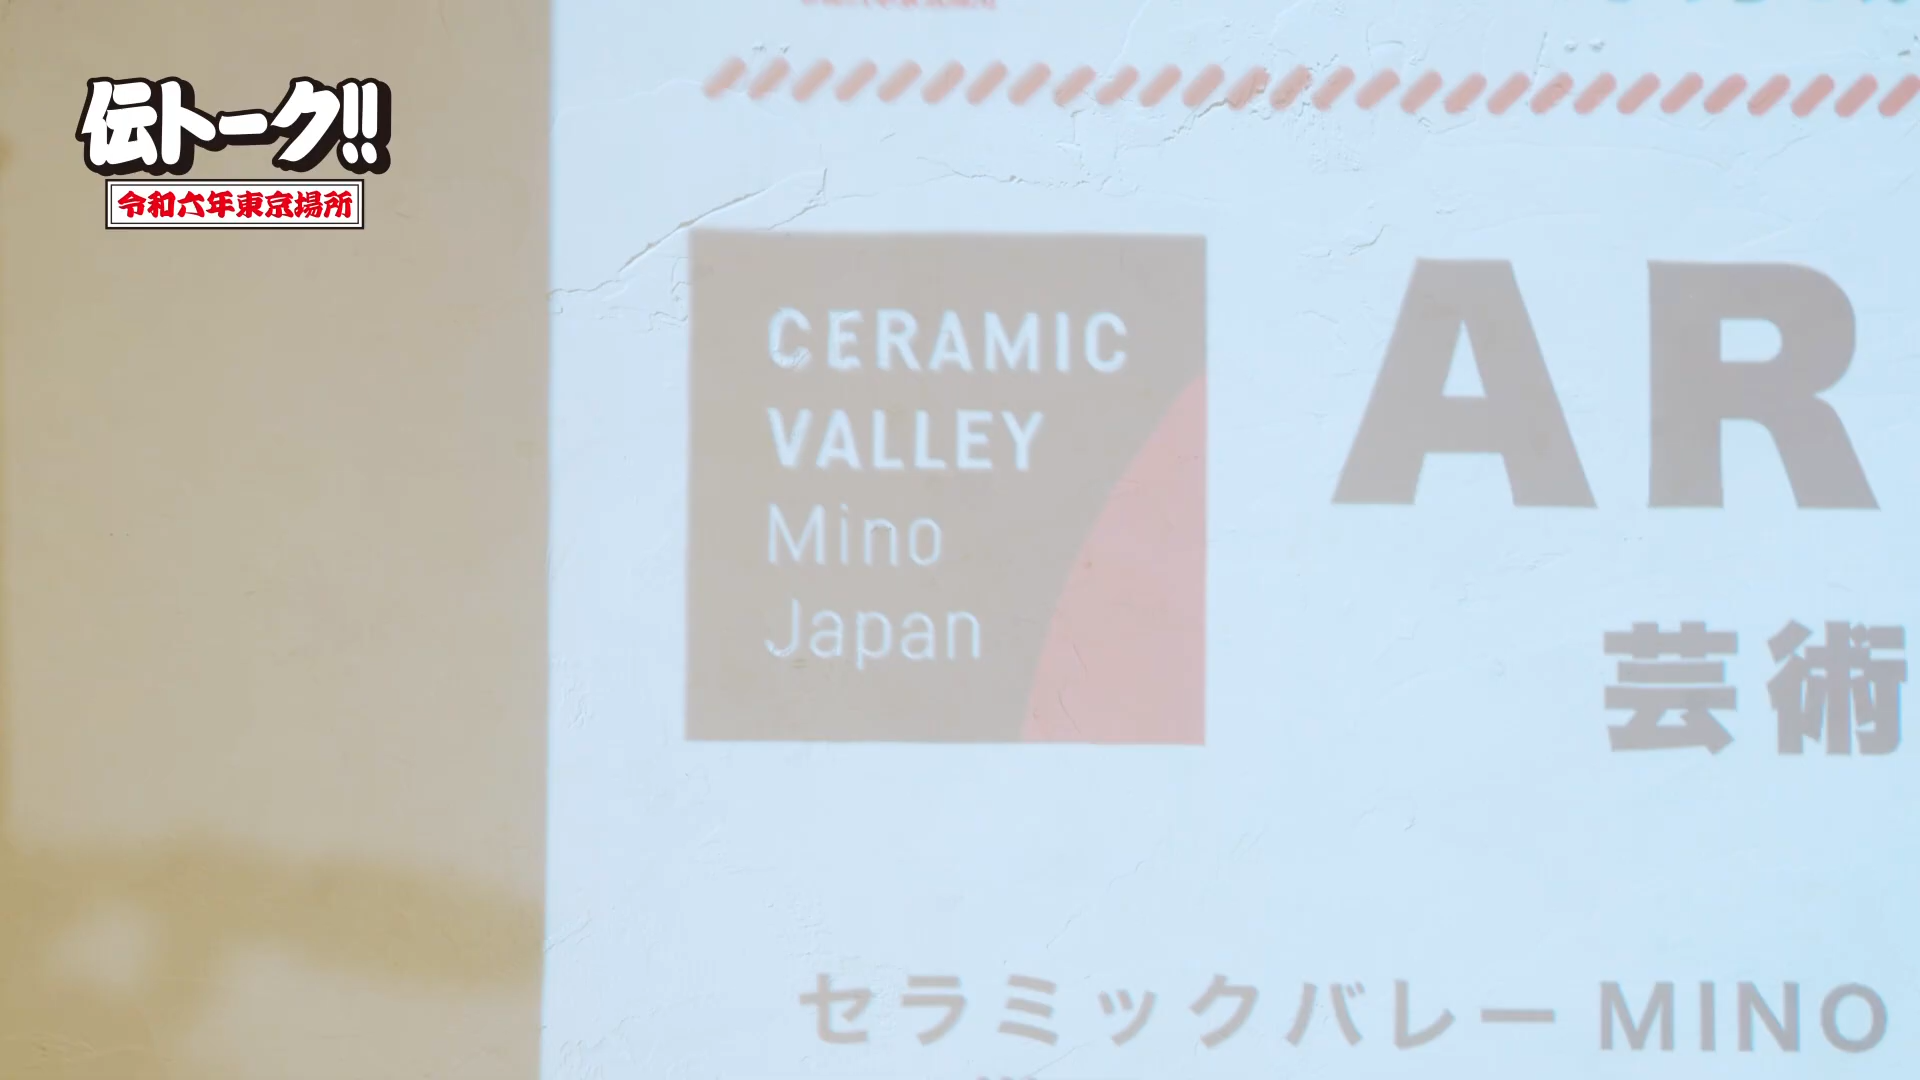 伝トーク!!
令和六年東京場所
CERAMIC
VALLEY
Mino
Japan
AR
芸術
セラミックバレー MINO